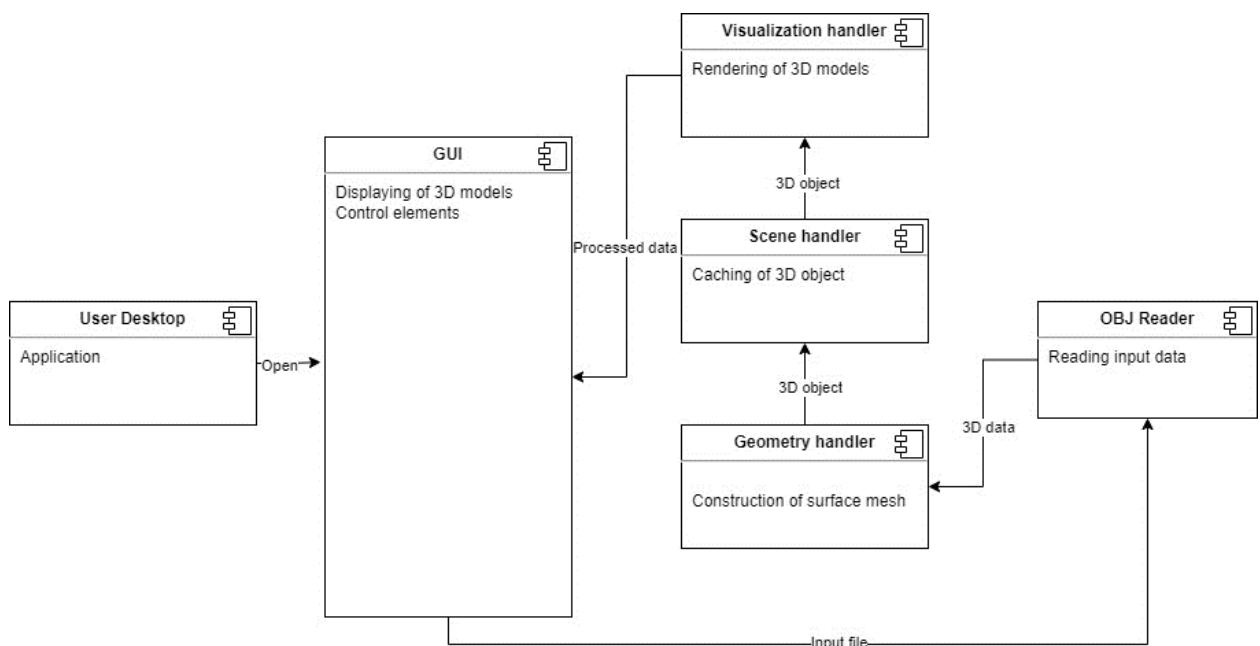 Visualization handler
Rendering of 3D models
GUI
Displaying of 3D models
Control elements
3D object
Processed data
Scene handler
Caching of 3D object
User Desktop
Application
Open
OBJ Reader
Reading input data
3D object
3D data
Geometry handler
Construction of surface mesh
Input file